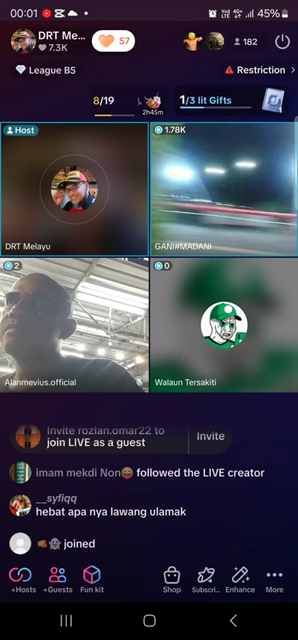 00:01
45%
DRT Me...
7.3K
57
182
League B5
Restriction
8/19
2h45m
1/3 lit Gifts
Host
1.78K
DRT Melayu
GANI#MADANI
2
0
Alanmevius.official
Walaun Tersakiti
Invite rozlan.omar22 to
join LIVE as a guest
Invite
imam mekdi Non😄 followed the LIVE creator
__syfiqq
hebat apa nya lawang ulamak
joined
+Hosts
+Guests
Fun kit
Shop
Subscri...
Enhance
More